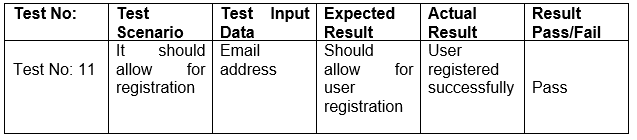 Test No: Test Test Input Expected Actual Result
Scenario Data Result Result Pass/Fail
It should Email Should User
Test No: 11 allow for address allow for registered
registration user successfully Pass
registration